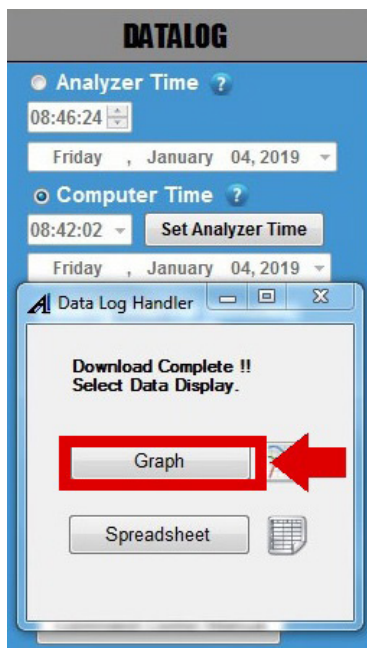 DATALOG
Analyzer Time ?
08:46:24
Friday , January 04, 2019
Computer Time ?
08:42:02 Set Analyzer Time
Friday , January 04, 2019
Data Log Handler
Download Complete !!
Select Data Display.
Graph
Spreadsheet